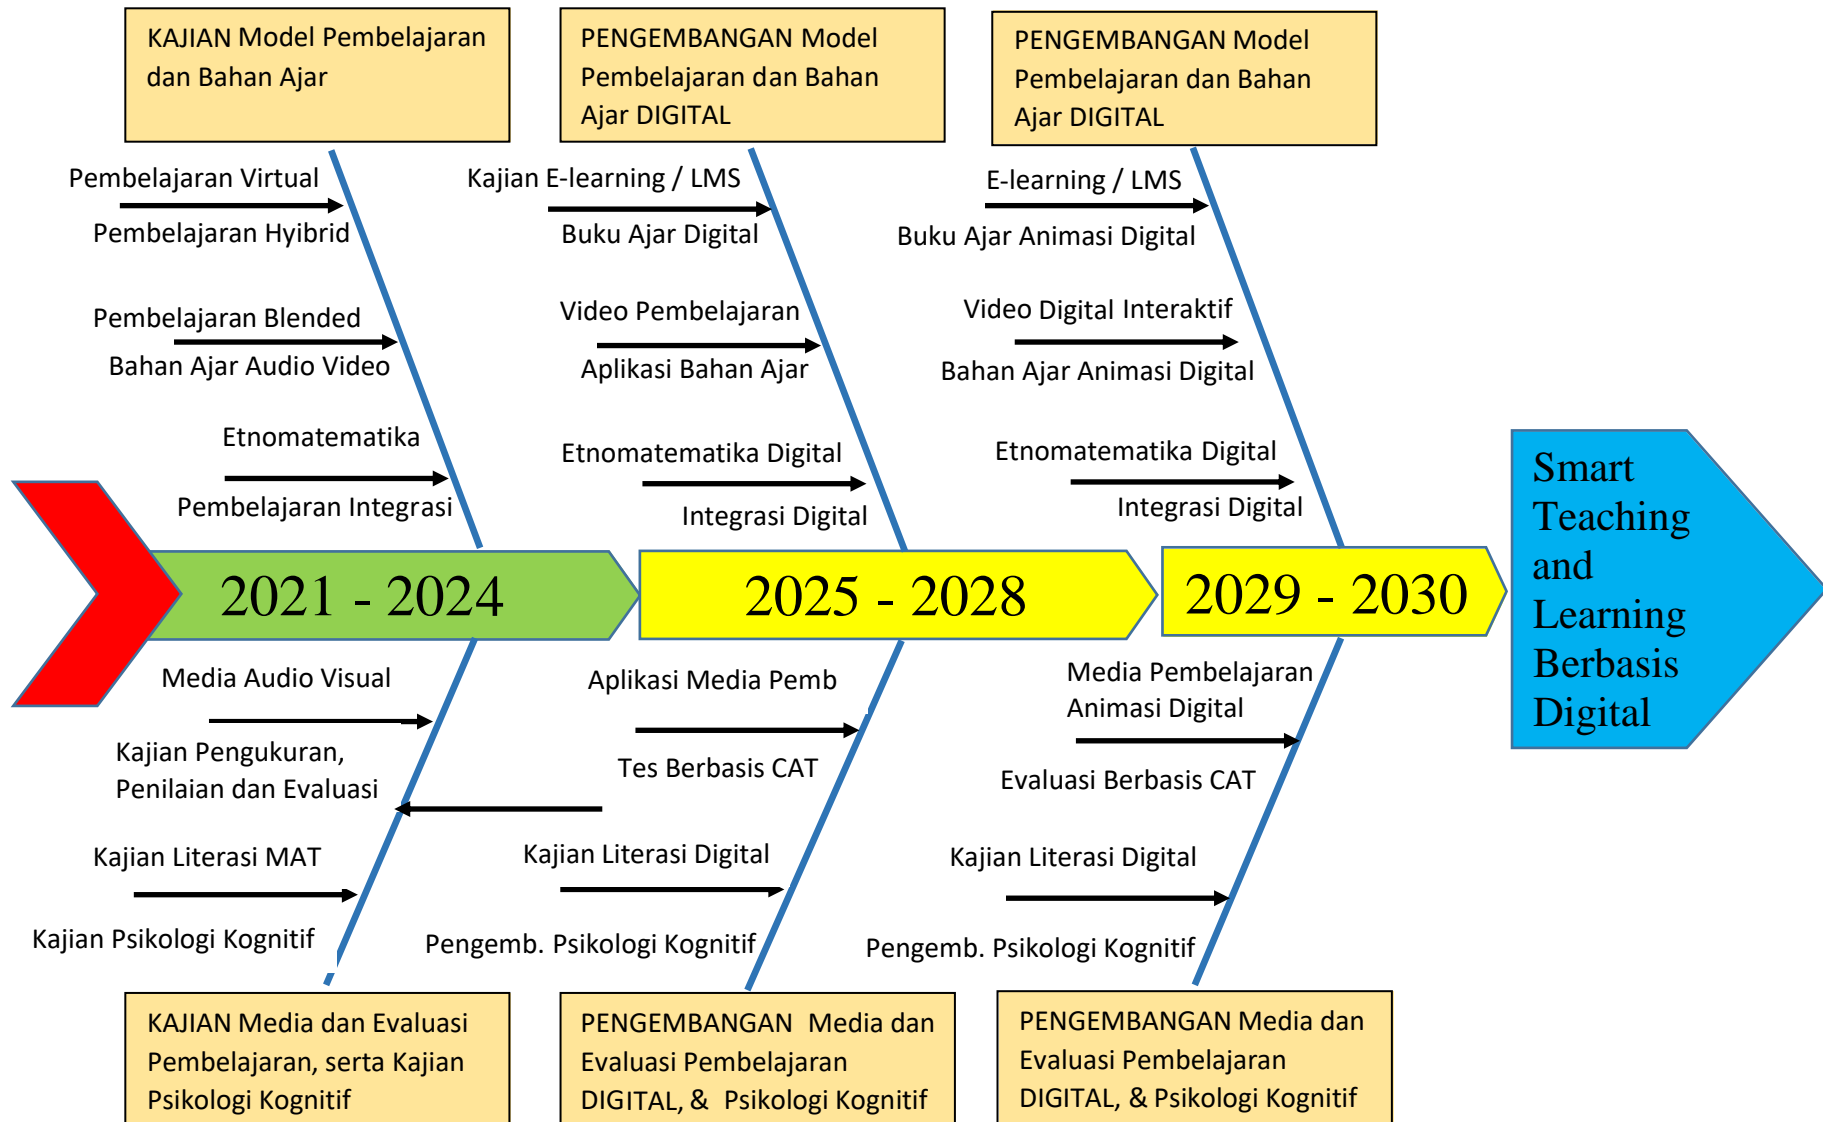 KAJIAN Model Pembelajaran
dan Bahan Ajar
PENGEMBANGAN Model
Pembelajaran dan Bahan
Ajar DIGITAL
PENGEMBANGAN Model
Pembelajaran dan Bahan
Ajar DIGITAL
Pembelajaran Virtual
Pembelajaran Hyibrid
Pembelajaran Blended
Bahan Ajar Audio Video
Etnomatematika
Pembelajaran Integrasi
Kajian E-learning / LMS
Buku Ajar Digital
Video Pembelajaran
Aplikasi Bahan Ajar
Etnomatematika Digital
Integrasi Digital
E-learning / LMS
Buku Ajar Animasi Digital
Video Digital Interaktif
Bahan Ajar Animasi Digital
Etnomatematika Digital
Integrasi Digital
2021 - 2024
2025 - 2028
2029 - 2030
Smart
Teaching
and
Learning
Berbasis
Digital
Media Audio Visual
Kajian Pengukuran,
Penilaian dan Evaluasi
Kajian Literasi MAT
Kajian Psikologi Kognitif
Aplikasi Media Pemb
Tes Berbasis CAT
Kajian Literasi Digital
Pengemb. Psikologi Kognitif
Media Pembelajaran
Animasi Digital
Evaluasi Berbasis CAT
Kajian Literasi Digital
Pengemb. Psikologi Kognitif
KAJIAN Media dan Evaluasi
Pembelajaran, serta Kajian
Psikologi Kognitif
PENGEMBANGAN Media dan
Evaluasi Pembelajaran
DIGITAL, & Psikologi Kognitif
PENGEMBANGAN Media dan
Evaluasi Pembelajaran
DIGITAL, & Psikologi Kognitif